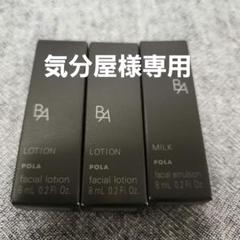 気分屋様専用
BA
LOTION
POLA
facial lotion
8 mL 0.2 Fl. Oz.
BA
LOTION
POLA
facial lotion
8 mL 0.2 Fl. Oz.
BA
MILK
POLA
facial emulsion
8 mL 0.2 Fl. Oz.